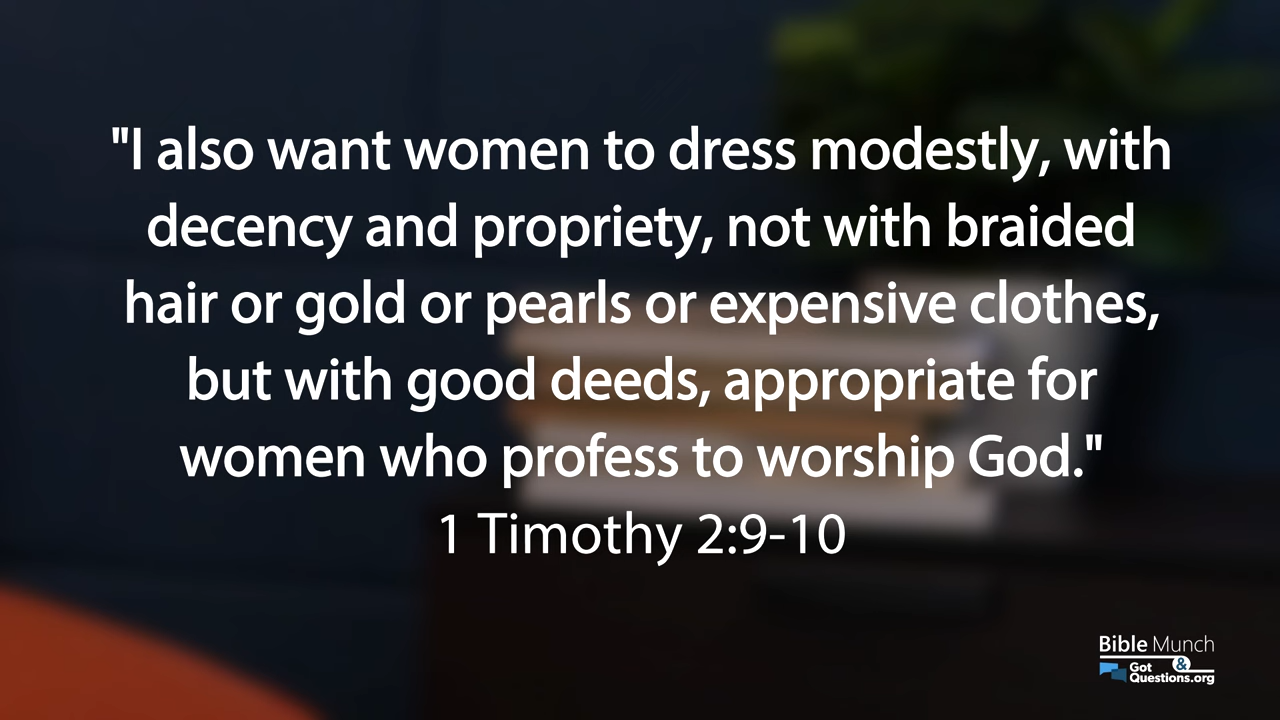 "I also want women to dress modestly, with
decency and propriety, not with braided
hair or gold or pearls or expensive clothes,
but with good deeds, appropriate for
women who profess to worship God."
1 Timothy 2:9-10
Bible Munch
&
Got
Questions.org